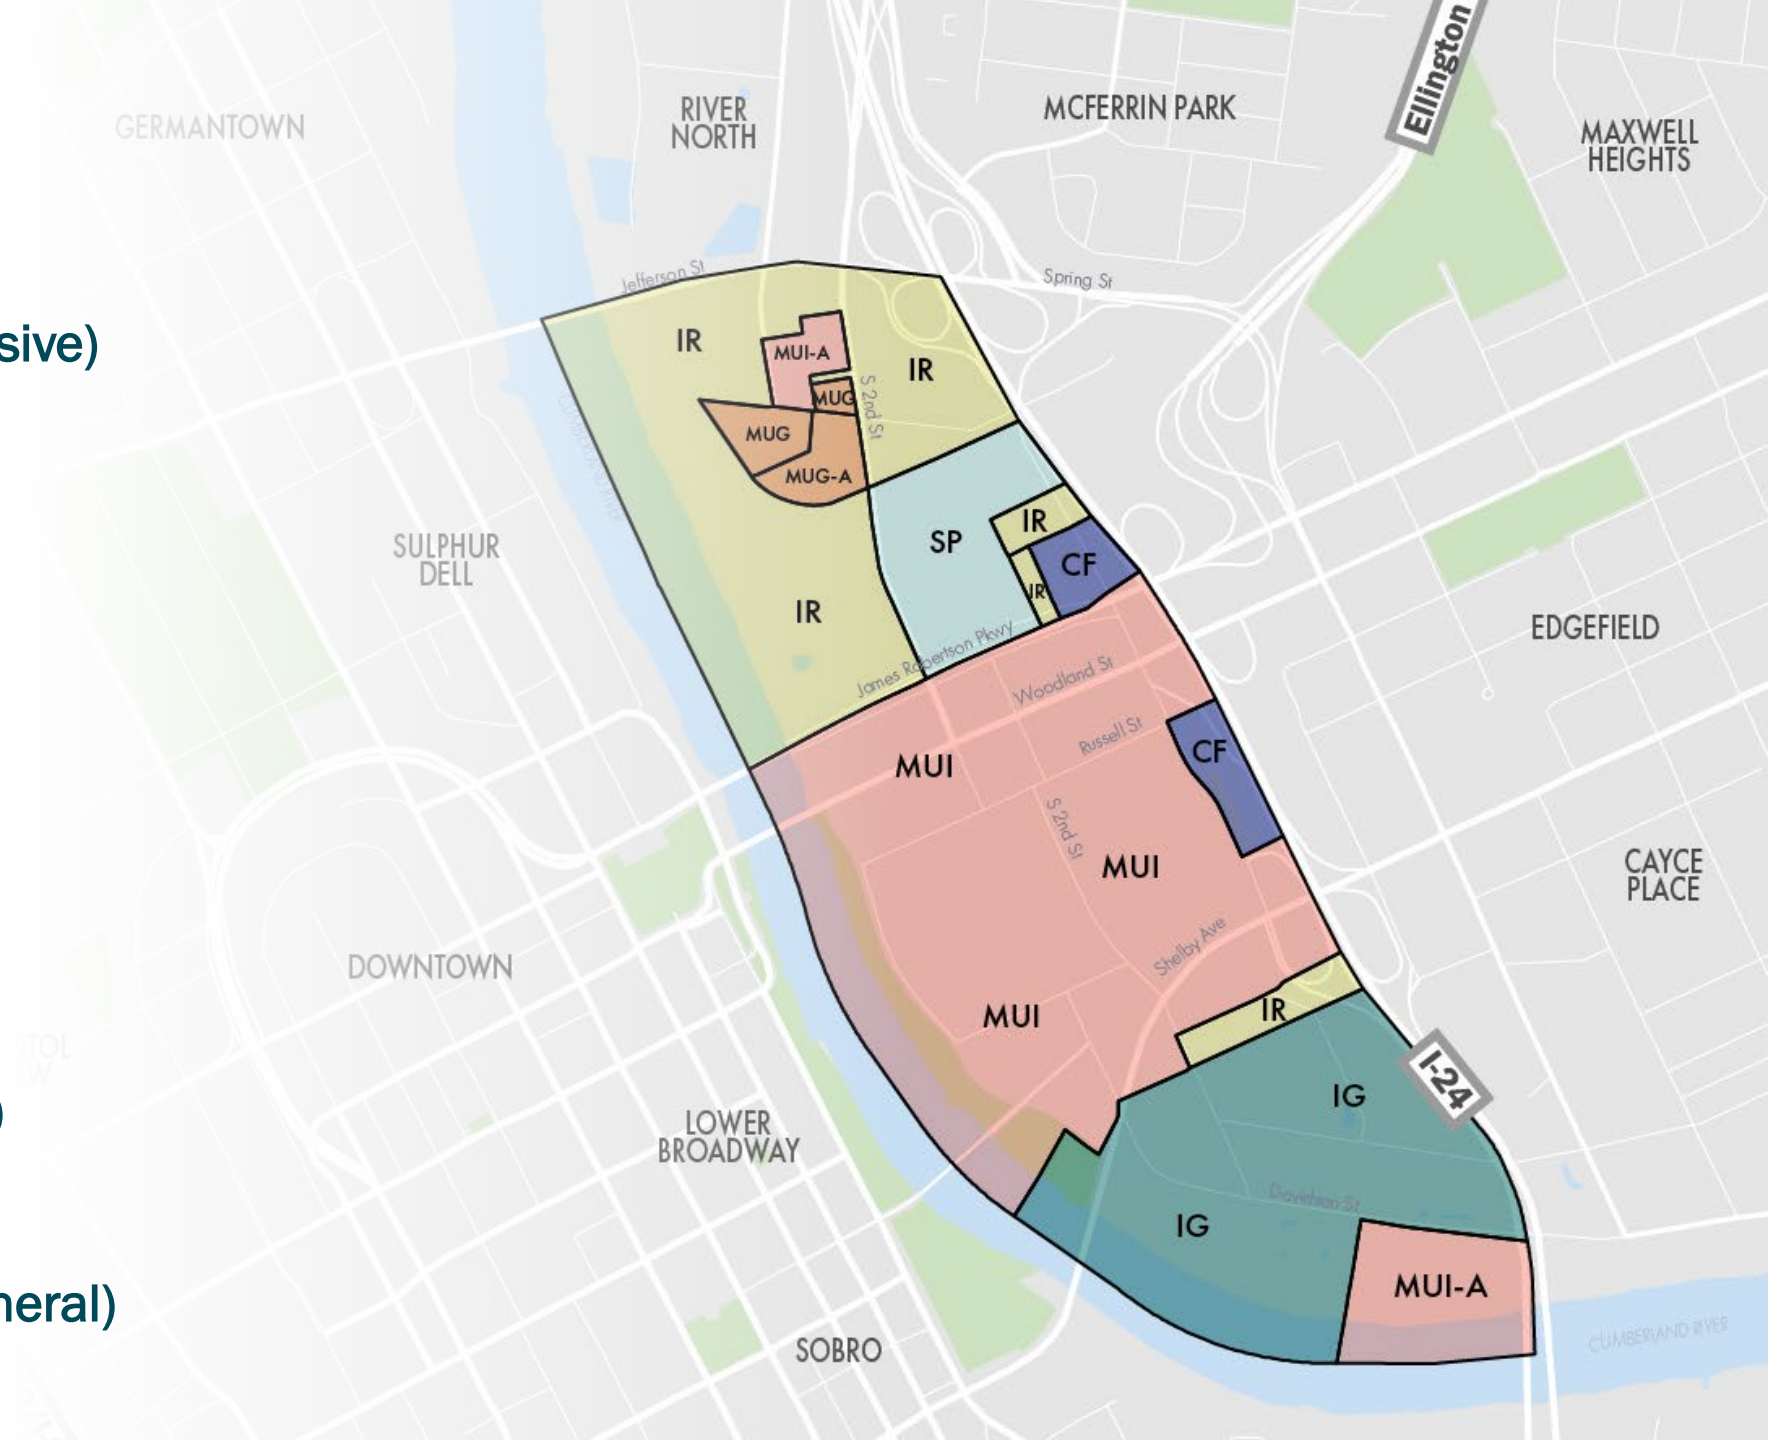 Ellington
GERMANTOWN
RIVER
NORTH
MCFERRIN PARK
MAXWELL
HEIGHTS
Jefferson St
Spring St
sive)
IR
MUI-A
IR
S 2nd St
MUG
MUG
MUG-A
SULPHUR
DELL
SP
IR
CF
IR
IR
EDGEFIELD
James Robertson Pkwy
Woodland St
Russell St
MUI
CF
S 2nd St
MUI
CAYCE
PLACE
Shelby Ave
DOWNTOWN
MUI
IR
I-24
IG
)
LOWER
BROADWAY
Davidson St
IG
MUI-A
neral)
SOBRO
CUMBERLAND RIVER